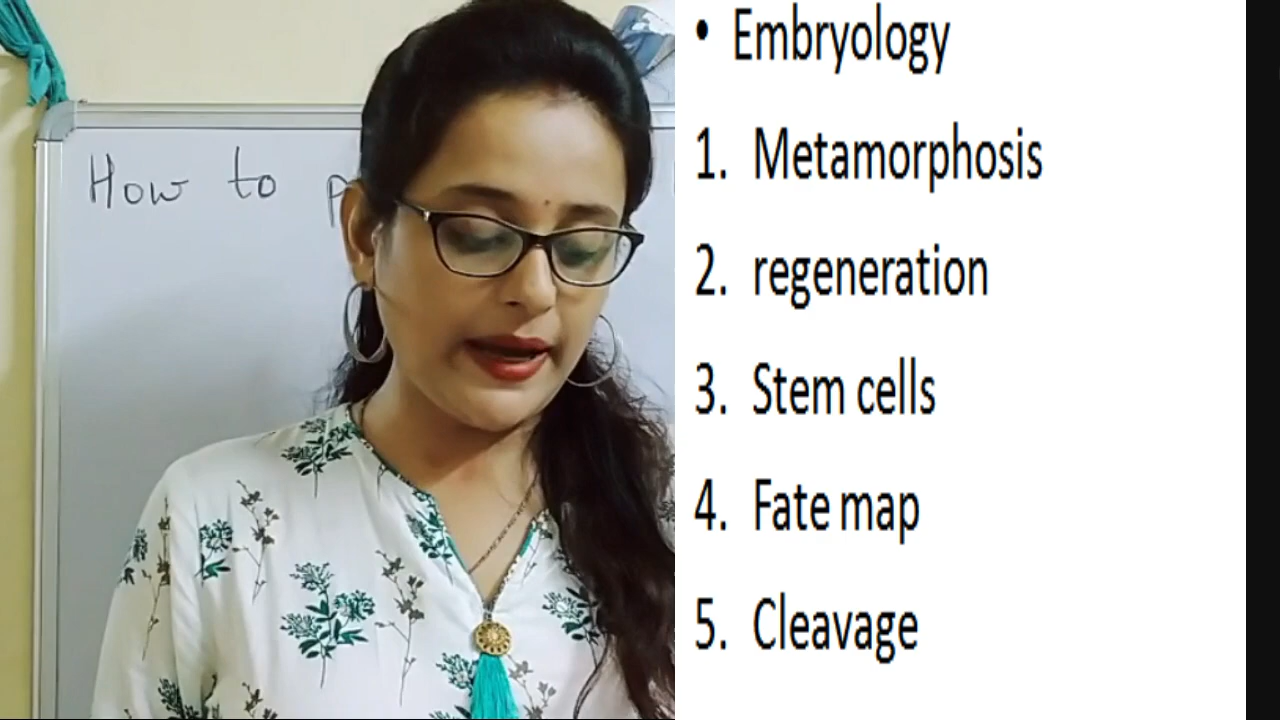 How to
• Embryology
1. Metamorphosis
2. regeneration
3. Stem cells
4. Fate map
5. Cleavage